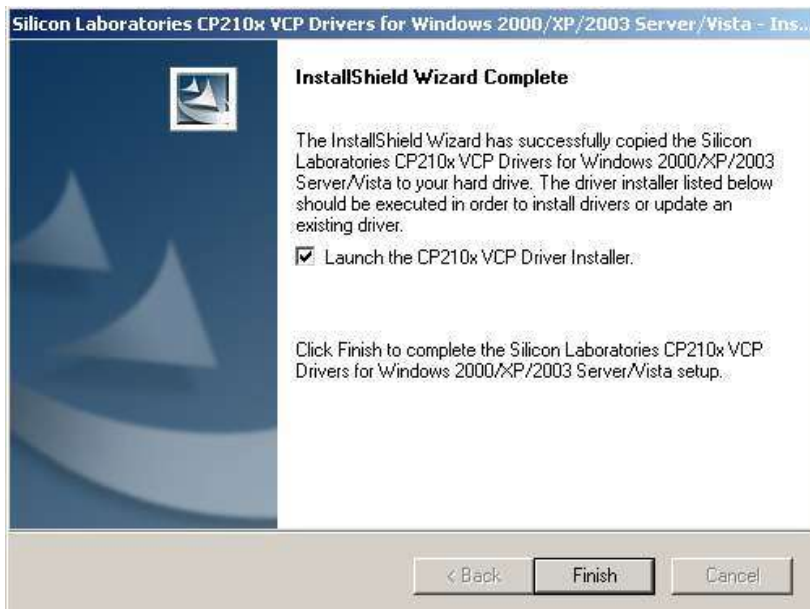 Silicon Laboratories CP210x VCP Drivers for Windows 2000/XP/2003 Server/Vista - Ins...
InstallShield Wizard Complete
The InstallShield Wizard has successfully copied the Silicon
Laboratories CP210x VCP Drivers for Windows 2000/XP/2003
Server/Vista to your hard drive. The driver installer listed below
should be executed in order to install drivers or update an
existing driver.
Launch the CP210x VCP Driver Installer.
Click Finish to complete the Silicon Laboratories CP210x VCP
Drivers for Windows 2000/XP/2003 Server/Vista setup.
< Back
Finish
Cancel